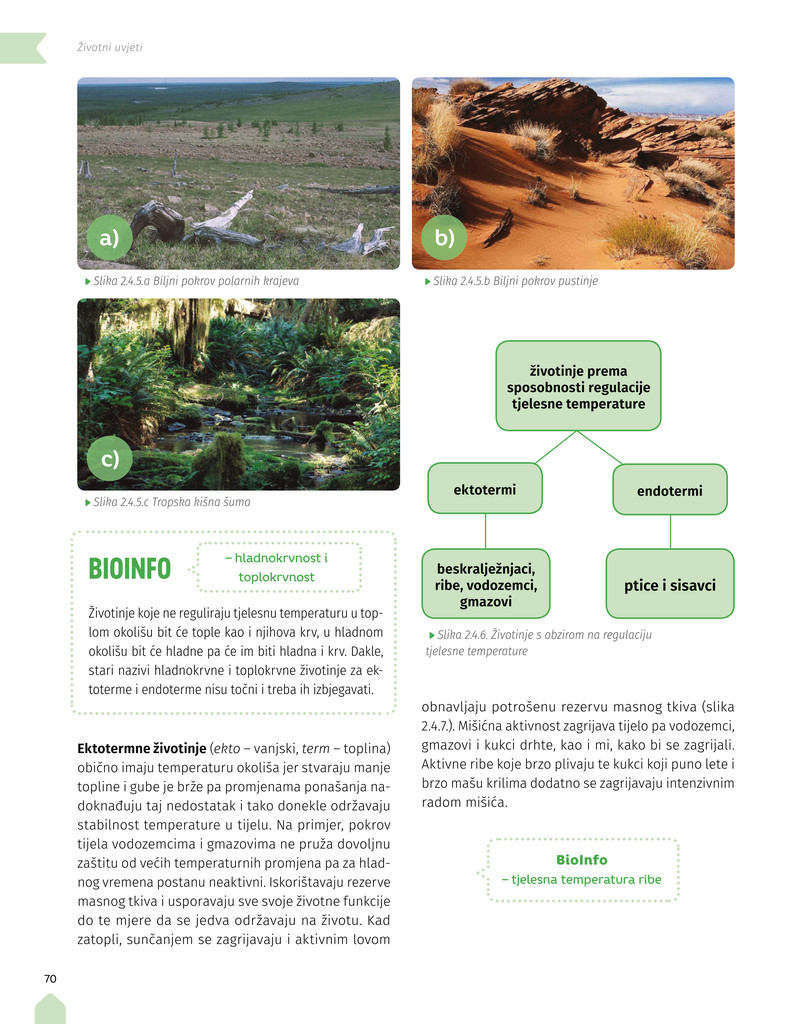 Životni uvjeti
a)
b)
Slika 2.4.5.a Biljni pokrov polarnih krajeva
Slika 2.4.5.b Biljni pokrov pustinje
c)
Slika 2.4.5.c Tropska kišna šuma
životinje prema
sposobnosti regulacije
tjelesne temperature
ektotermi
endotermi
beskralježnjaci,
ribe, vodozemci,
gmazovi
ptice i sisavci
Slika 2.4.6. Životinje s obzirom na regulaciju
tjelesne temperature
BIOINFO
– hladnokrvnost i
toplokrvnost
Životinje koje ne reguliraju tjelesnu temperaturu u top-
lom okolišu bit će tople kao i njihova krv, u hladnom
okolišu bit će hladne pa će im biti hladna i krv. Dakle,
stari nazivi hladnokrvne i toplokrvne životinje za ek-
toterme i endoterme nisu točni i treba ih izbjegavati.
Ektotermne životinje (ekto – vanjski, term – toplina)
obično imaju temperaturu okoliša jer stvaraju manje
topline i gube je brže pa promjenama ponašanja na-
doknađuju taj nedostatak i tako donekle održavaju
stabilnost temperature u tijelu. Na primjer, pokrov
tijela vodozemcima i gmazovima ne pruža dovoljnu
zaštitu od većih temperaturnih promjena pa za hlad-
nog vremena postanu neaktivni. Iskorištavaju rezerve
masnog tkiva i usporavaju sve svoje životne funkcije
do te mjere da se jedva održavaju na životu. Kad
zatopli, sunčanjem se zagrijavaju i aktivnim lovom
obnavljaju potrošenu rezervu masnog tkiva (slika
2.4.7.). Mišićna aktivnost zagrijava tijelo pa vodozemci,
gmazovi i kukci drhte, kao i mi, kako bi se zagrijali.
Aktivne ribe koje brzo plivaju te kukci koji puno lete i
brzo mašu krilima dodatno se zagrijavaju intenzivnim
radom mišića.
BioInfo
– tjelesna temperatura ribe
70